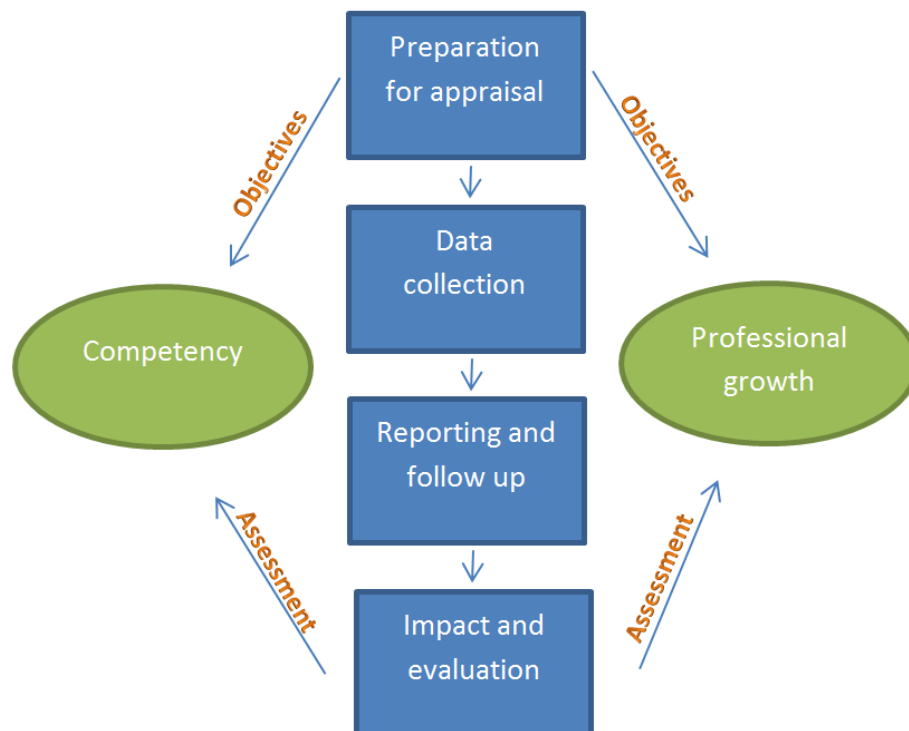 Preparation
for appraisal
Objectives
Objectives
Data
collection
Competency
Professional
growth
Reporting and
follow up
Assessment
Assessment
Impact and
evaluation